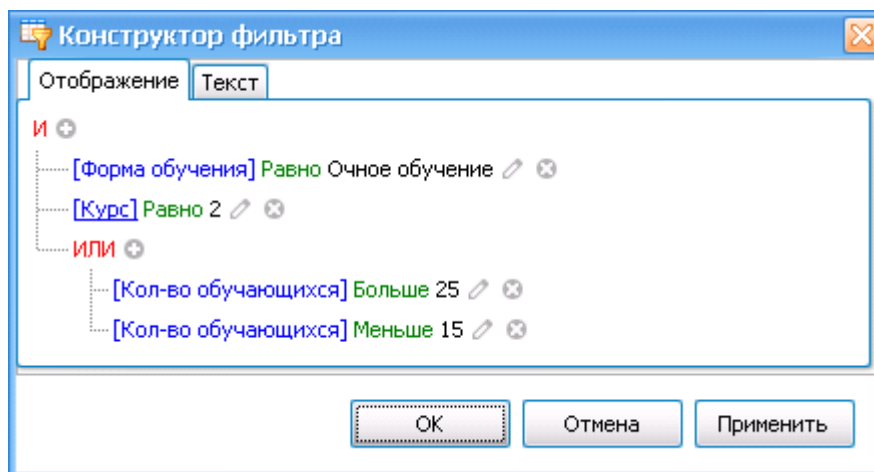 Конструктор фильтра
Отображение Текст
И
[Форма обучения] Равно Очное обучение
[Курс] Равно 2
ИЛИ
[Кол-во обучающихся] Больше 25
[Кол-во обучающихся] Меньше 15
ОК Отмена Применить